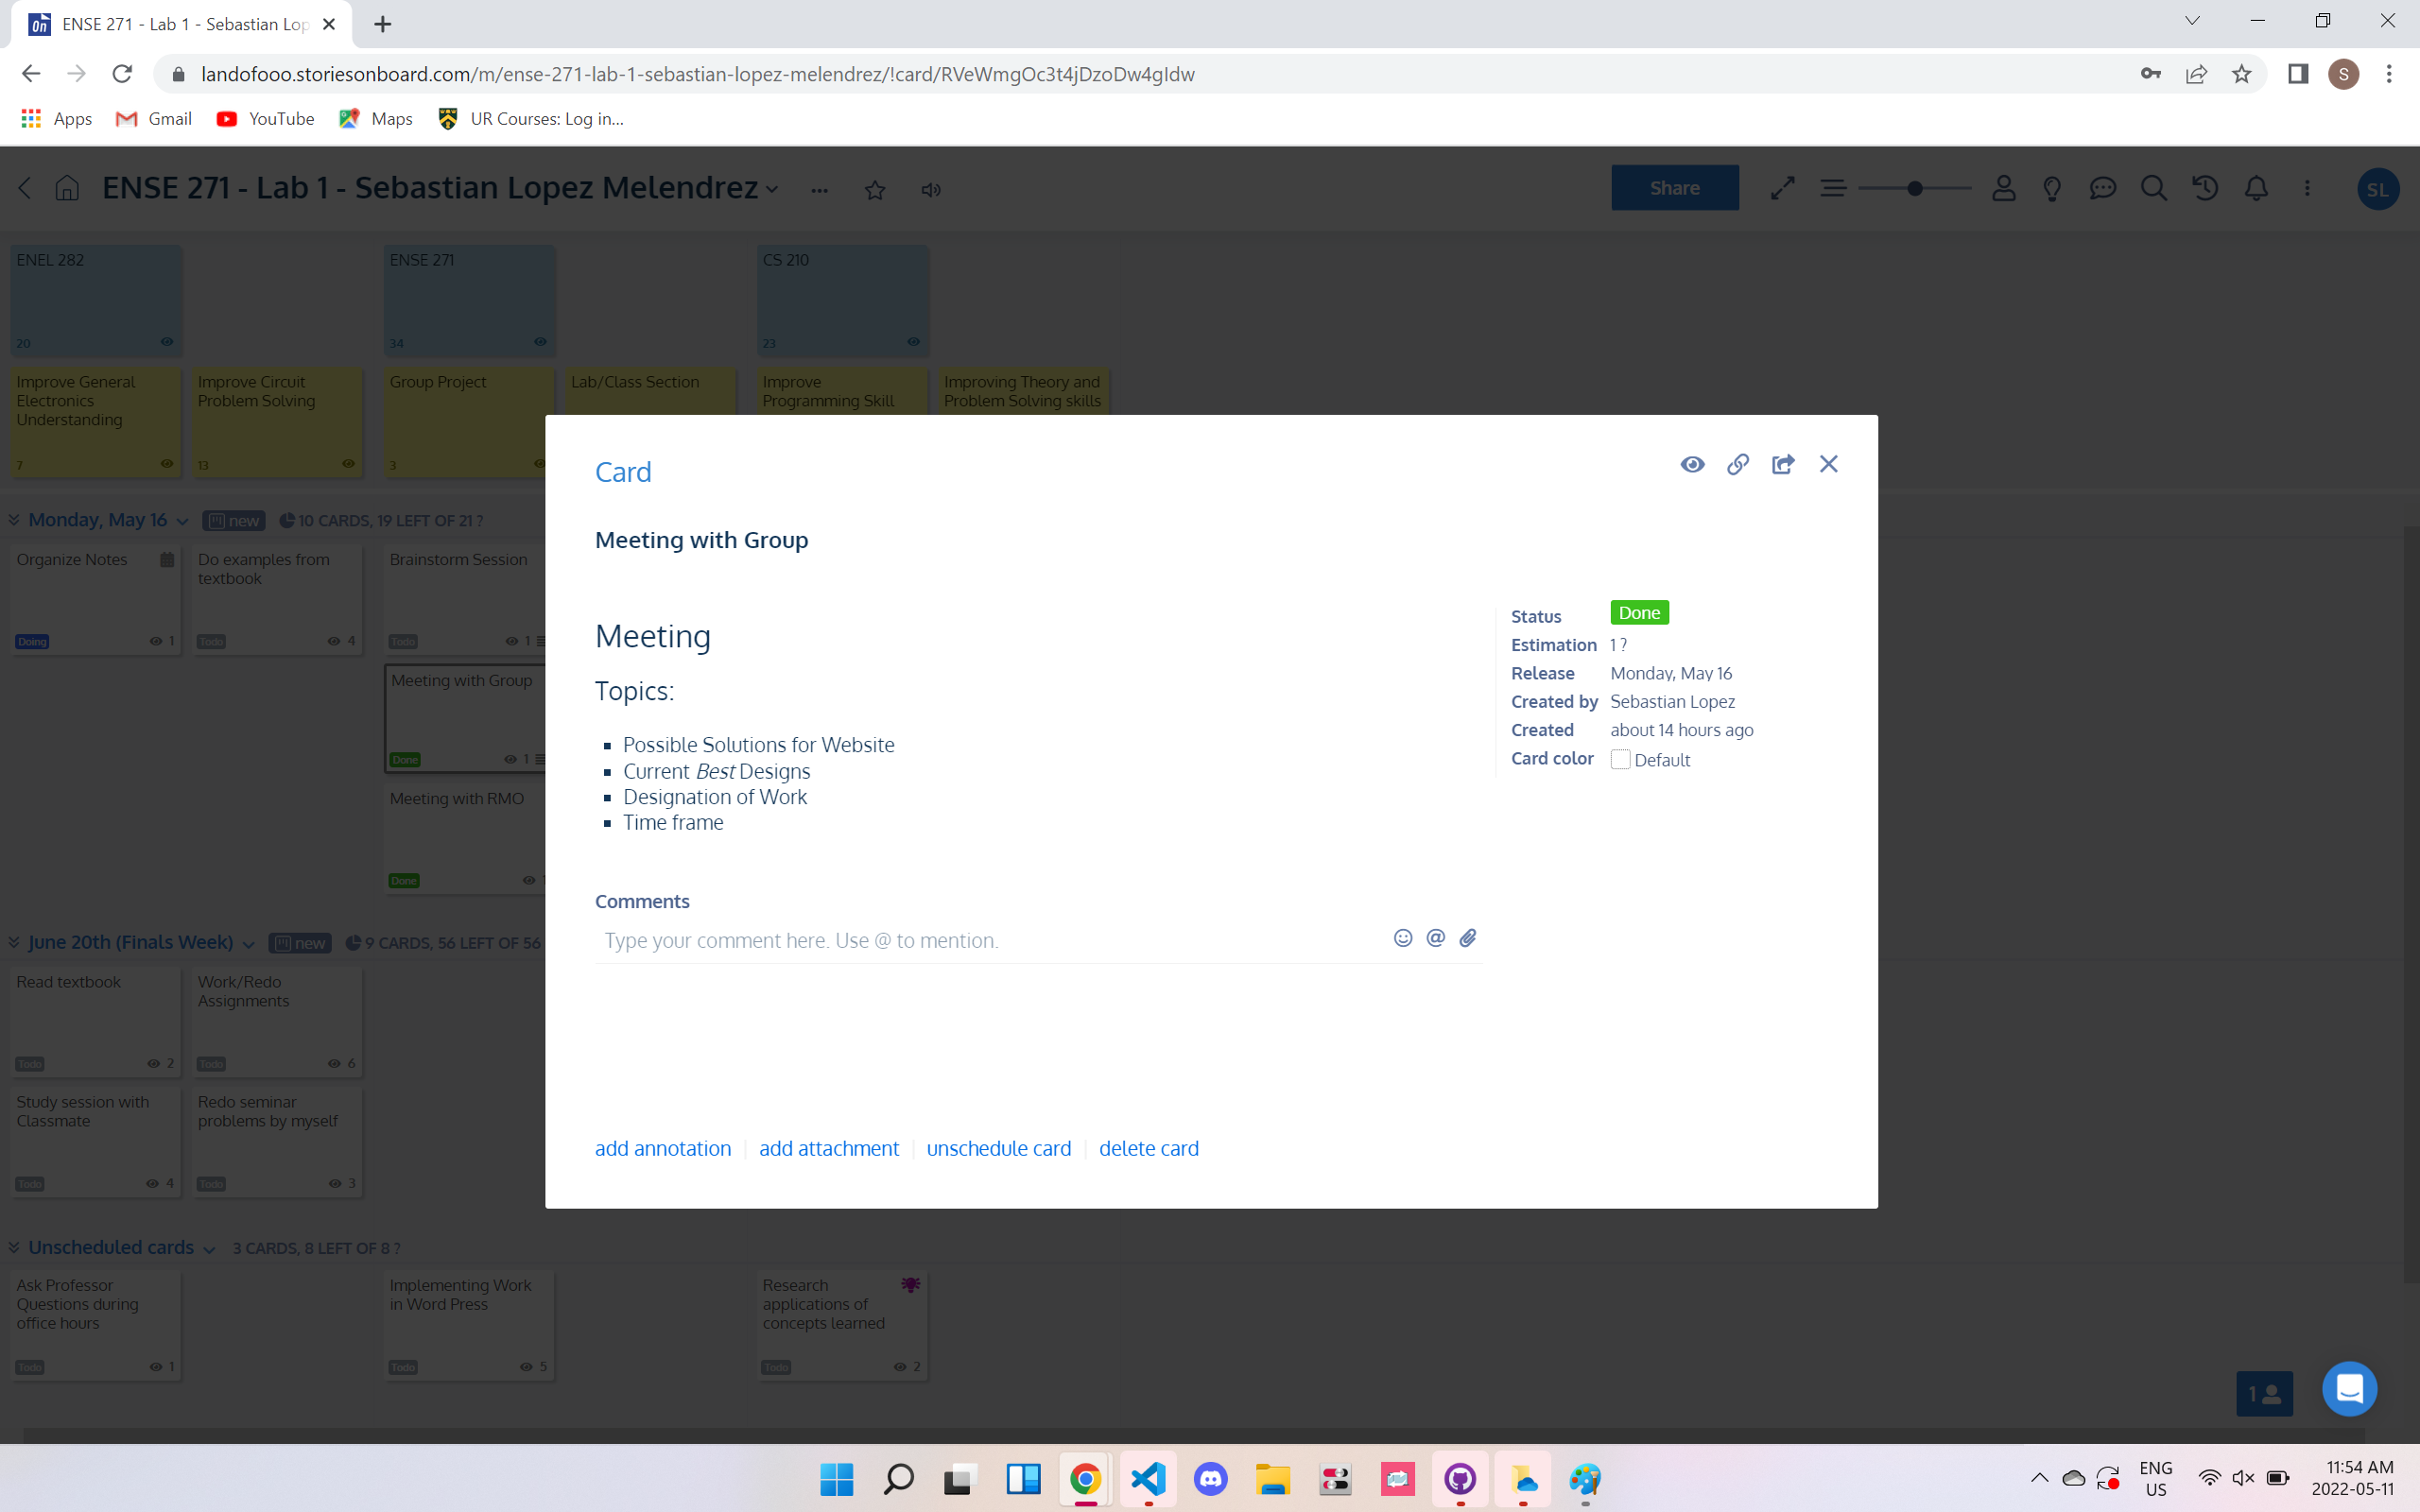 ENSE 271 - Lab 1 - Sebastian Lop
landofooo.storiesonboard.com/m/ense-271-lab-1-sebastian-lopez-melendrez/!card/RVeWmgOc3t4jDzoDw4gIdw
S
Apps Gmail YouTube Maps UR Courses: Log in...
ENSE 271 - Lab 1 - Sebastian Lopez Melendrez
Share
SL
ENEL 282 ENSE 271 CS 210
20 34 23
Improve General Electronics Understanding
7
Improve Circuit Problem Solving
13
Group Project
3
Lab/Class Section
Improve Programming Skill
Improving Theory and Problem Solving skills
Monday, May 16 new 10 CARDS, 19 LEFT OF 21 ?
Organize Notes
Doing 1
Do examples from textbook
Todo 4
Brainstorm Session
Todo 1
Meeting with Group
Done 1
Meeting with RMO
Done 1
June 20th (Finals Week) new 9 CARDS, 56 LEFT OF 56
Read textbook
Todo 2
Work/Redo Assignments
Todo 6
Study session with Classmate
Todo 4
Redo seminar problems by myself
Todo 3
Unscheduled cards 3 CARDS, 8 LEFT OF 8 ?
Ask Professor Questions during office hours
Todo 1
Implementing Work in Word Press
Todo 5
Research applications of concepts learned
Todo 2
Card
Meeting with Group
Meeting
Topics:
Possible Solutions for Website
Current Best Designs
Designation of Work
Time frame
Status Done
Estimation 1 ?
Release Monday, May 16
Created by Sebastian Lopez
Created about 14 hours ago
Card color Default
Comments
Type your comment here. Use @ to mention.
add annotation add attachment unschedule card delete card
1
ENG
US
11:54 AM
2022-05-11